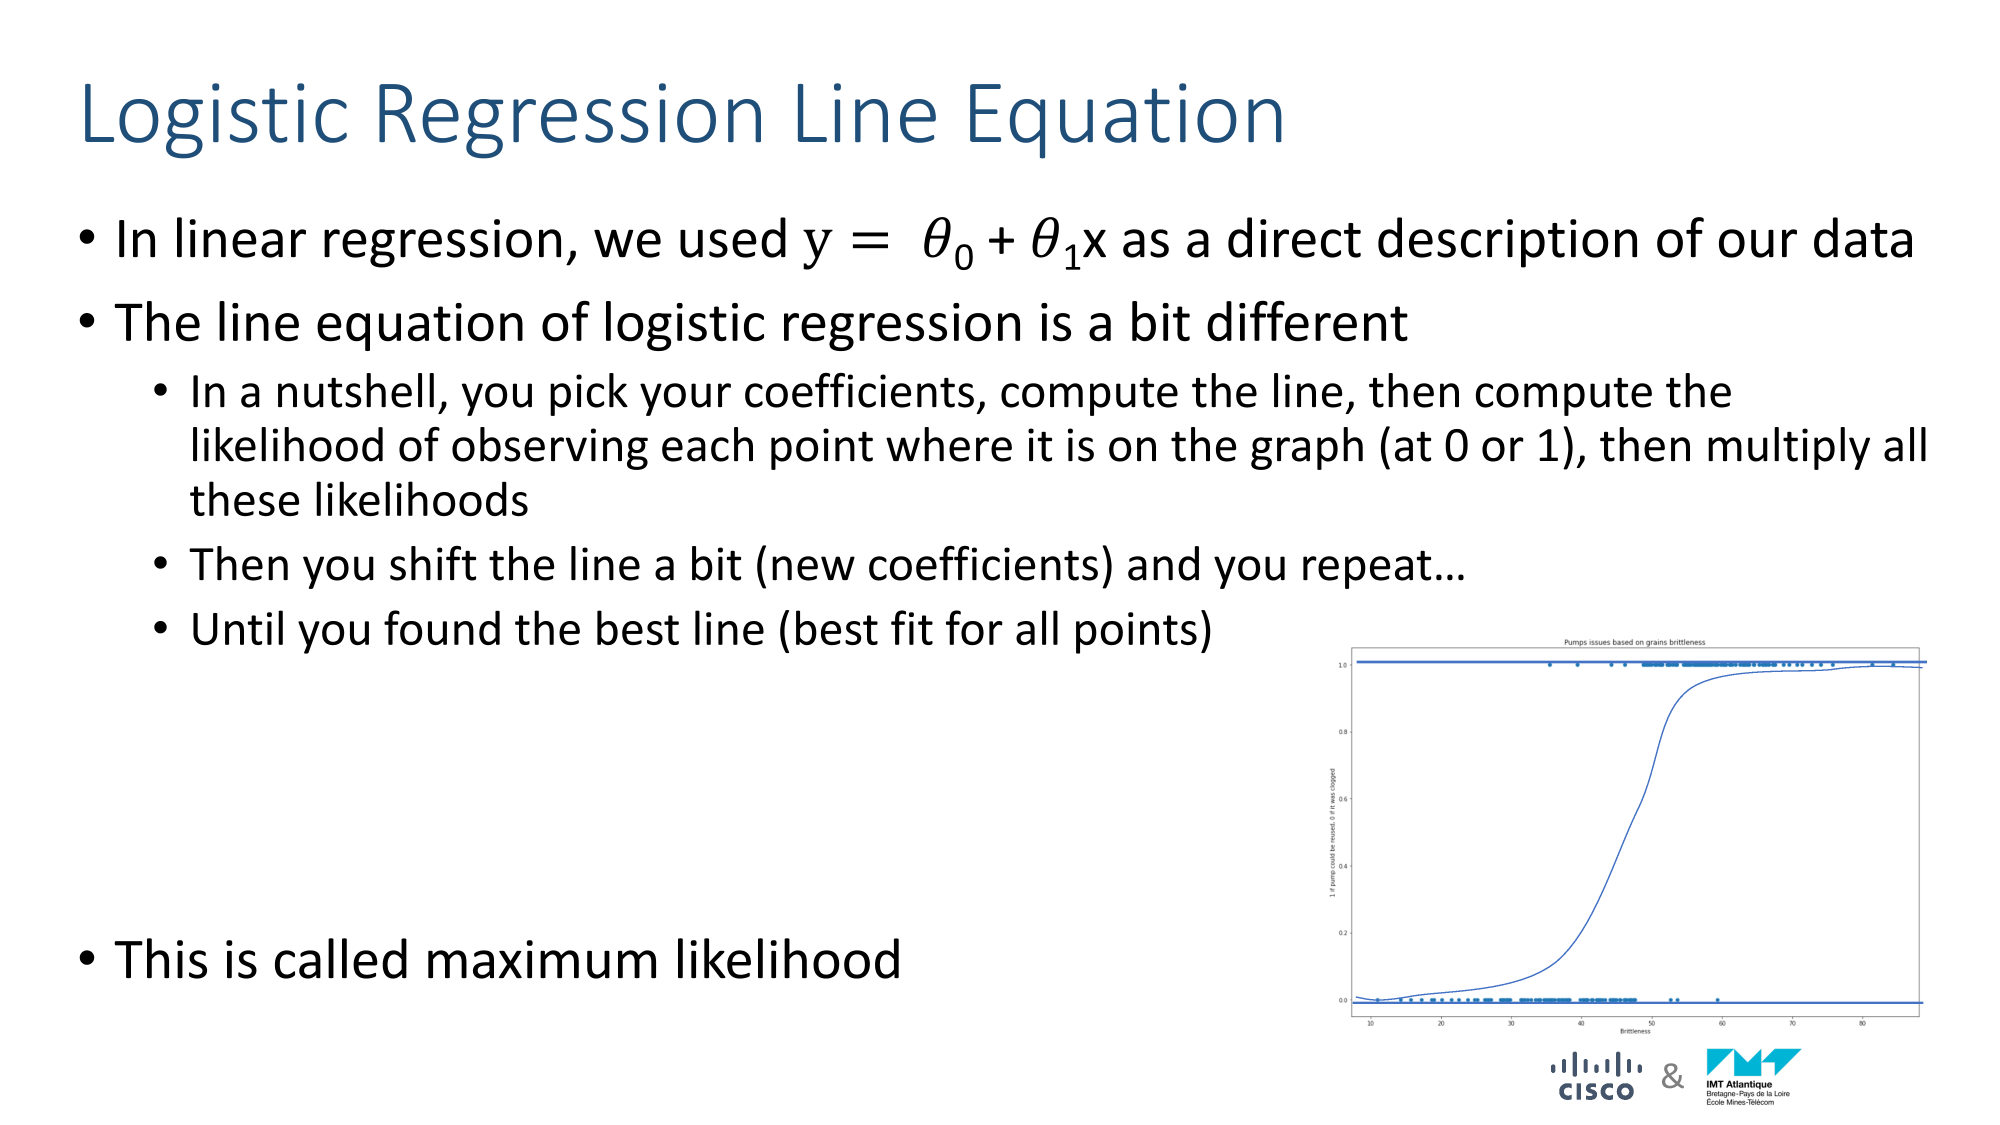 Logistic Regression Line Equation
• In linear regression, we used y = 𝜃0 + 𝜃1x as a direct description of our data
• The line equation of logistic regression is a bit different
• In a nutshell, you pick your coefficients, compute the line, then compute the
likelihood of observing each point where it is on the graph (at 0 or 1), then multiply all
these likelihoods
• Then you shift the line a bit (new coefficients) and you repeat…
• Until you found the best line (best fit for all points)
Pumps issues based on grains brittleness
1.0
0.8
0.6
0.4
0.2
0.0
1 if pump could be reused, 0 if it was clogged
10 20 30 40 50 60 70 80
Brittleness
• This is called maximum likelihood
CISCO & IMT Atlantique
Bretagne-Pays de la Loire
École Mines-Télécom